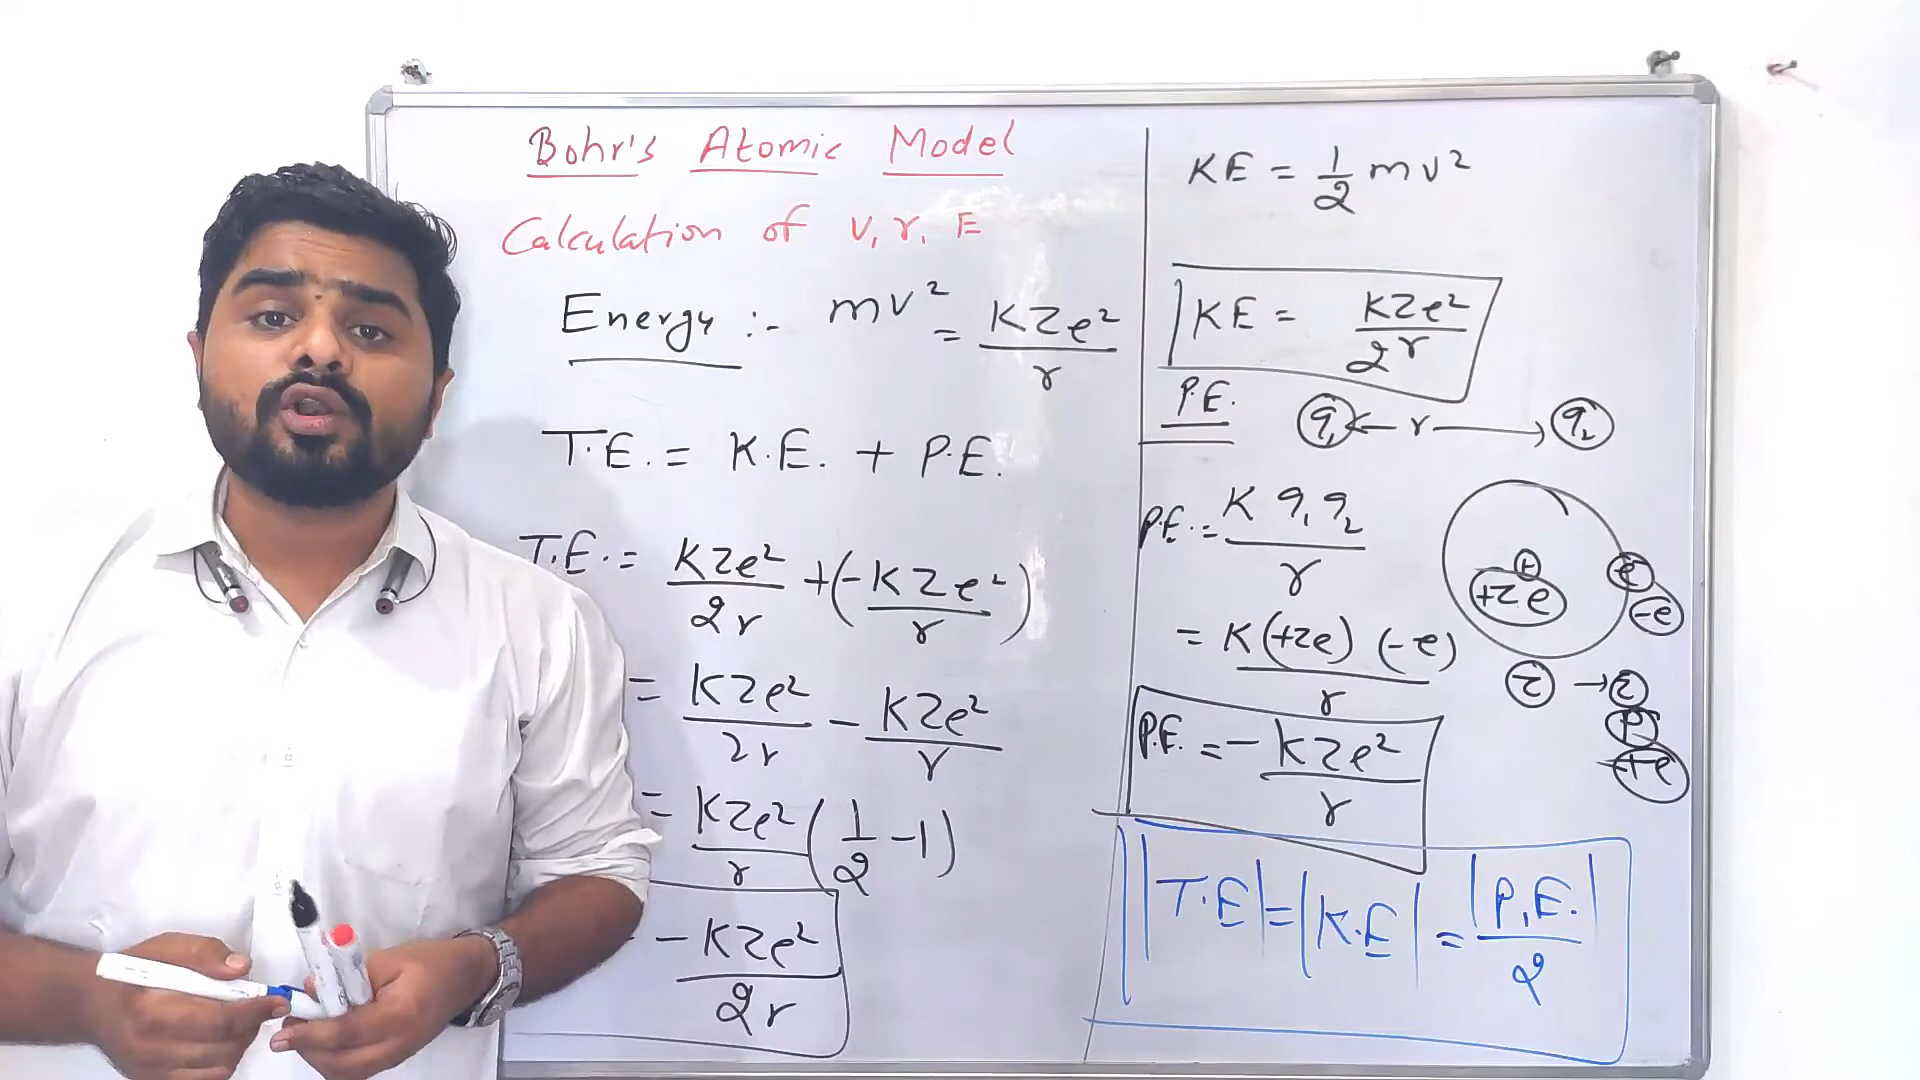 Bohr's Atomic Model
Calculation of v, r, E
Energy :- mv² = KZe²/r
T.E. = K.E. + P.E.
T.E. = KZe²/2r + (-KZe²/r)
= KZe²/2r - KZe²/r
= KZe²/r (1/2 - 1)
- KZe²/2r
KE = 1/2 mv²
KE = KZe²/2r
P.E.
q₁ ← r → q₂
P.E. = K q₁ q₂/r
= K(+Ze) (-e)/r
P.E. = - KZe²/r
+
+Ze
e
-e
Z → Z
P
+e
|T.E| = |K.E| = |P.E.|/2